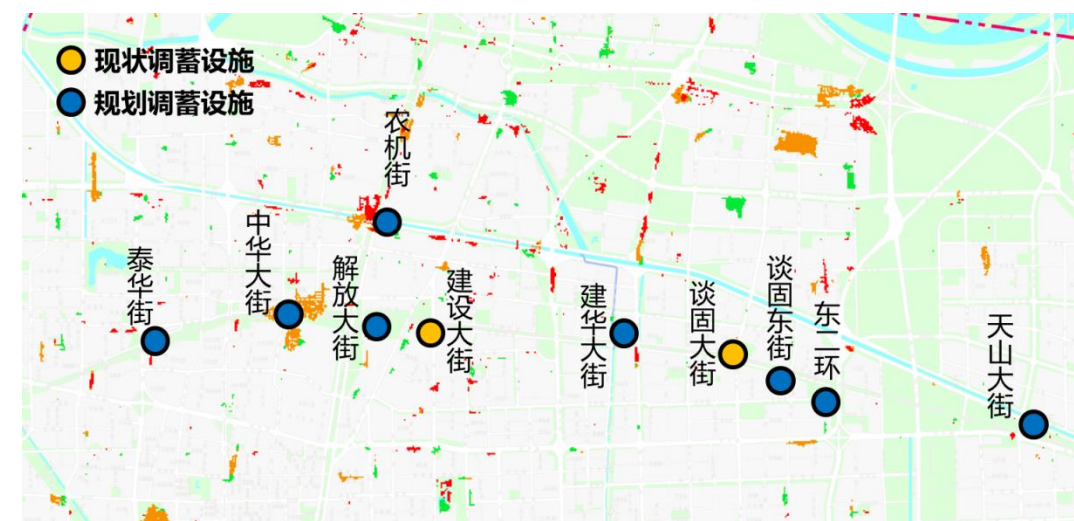 现状调蓄设施
规划调蓄设施
农机街
中华大街
泰华街
解放大街
建设大街
建华大街
谈固大街
谈固东街
东二环
天山大街